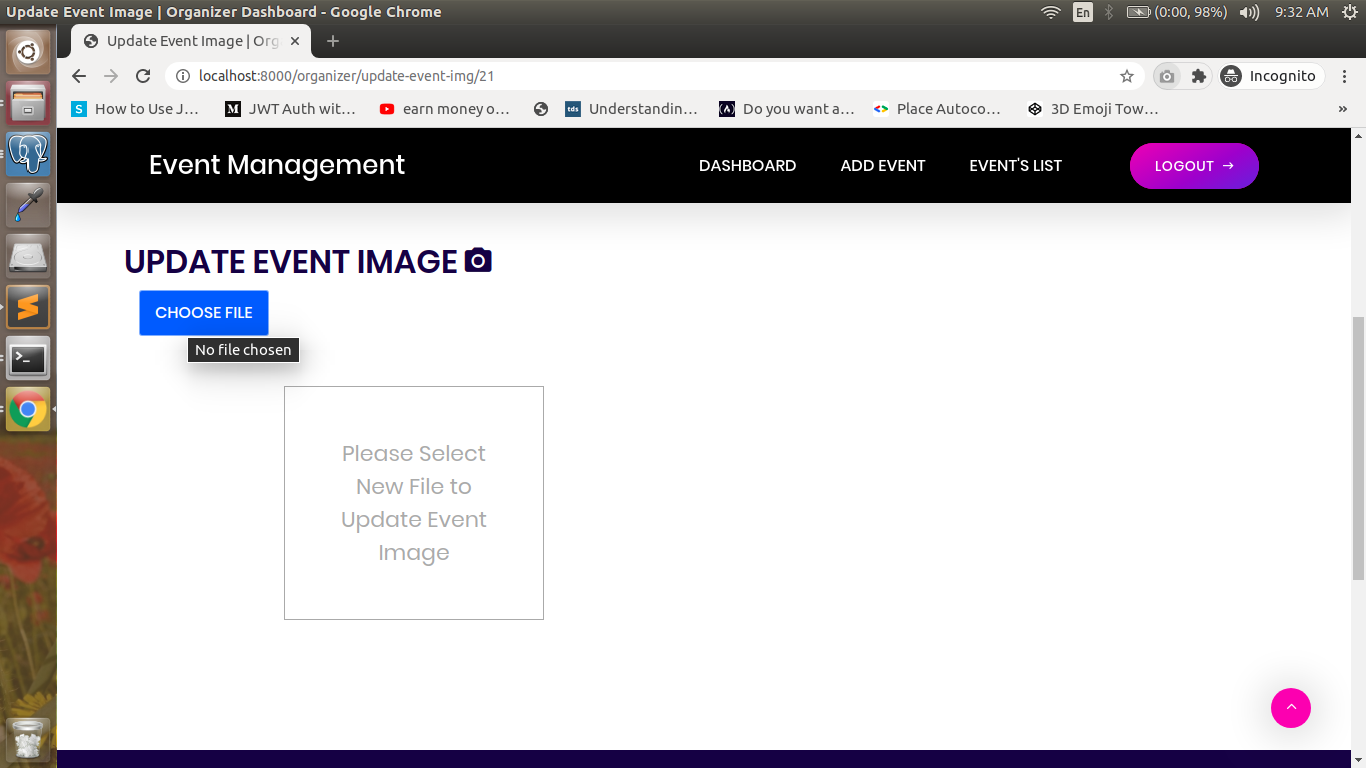 Update Event Image | Organizer Dashboard - Google Chrome
En
(0:00, 98%)
9:32 AM
Update Event Image | Org
localhost:8000/organizer/update-event-img/21
Incognito
S
How to Use J...
M
JWT Auth wit...
earn money o...
tds
Understandin...
Do you want a...
Place Autoco...
3D Emoji Tow...
»
Event Management
DASHBOARD
ADD EVENT
EVENT'S LIST
LOGOUT →
UPDATE EVENT IMAGE
CHOOSE FILE
No file chosen
Please Select
New File to
Update Event
Image